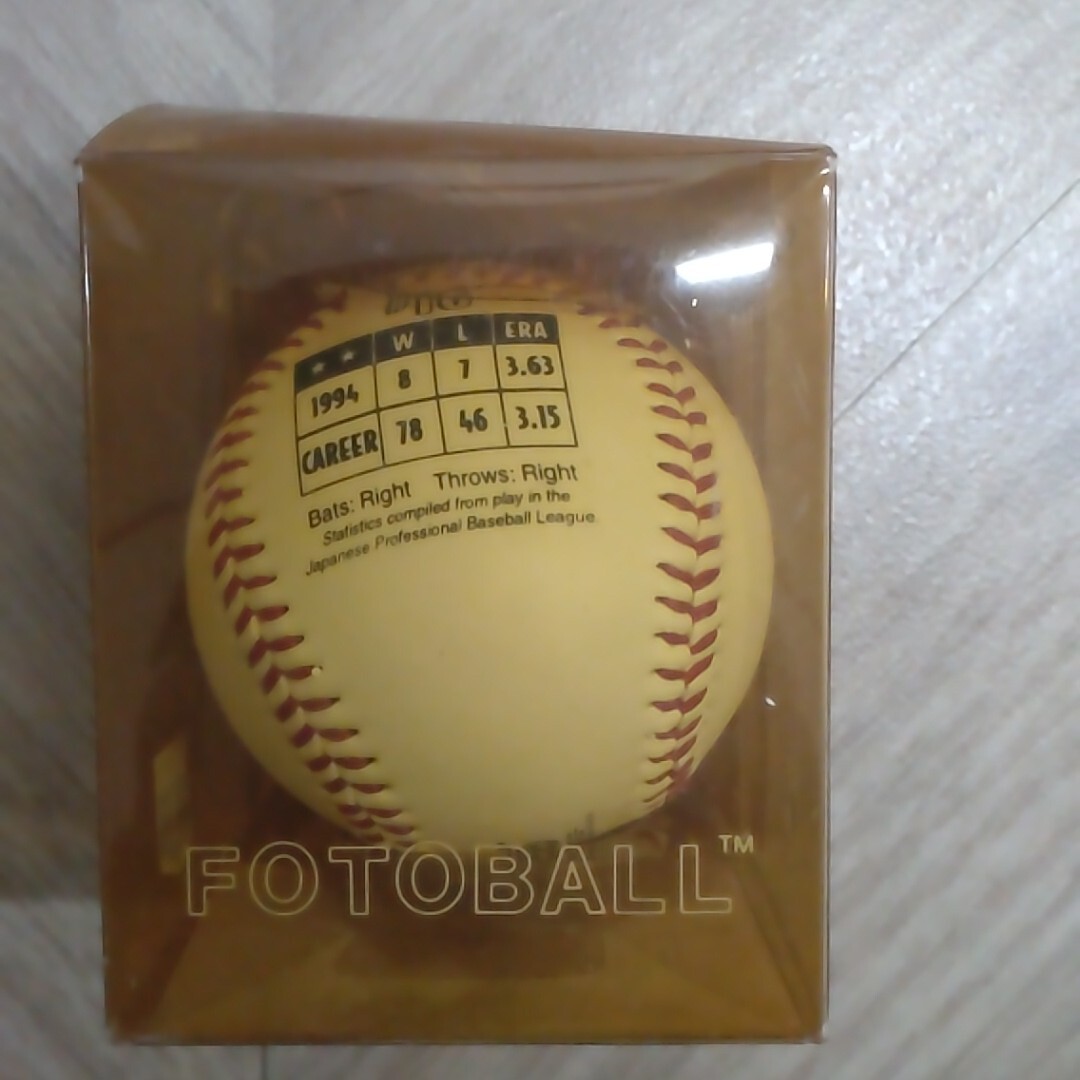 W L ERA
1994 8 7 3.63
CAREER 78 46 3.15
Bats: Right Throws: Right
Statistics compiled from play in the
Japanese Professional Baseball League
FOTOBALL™